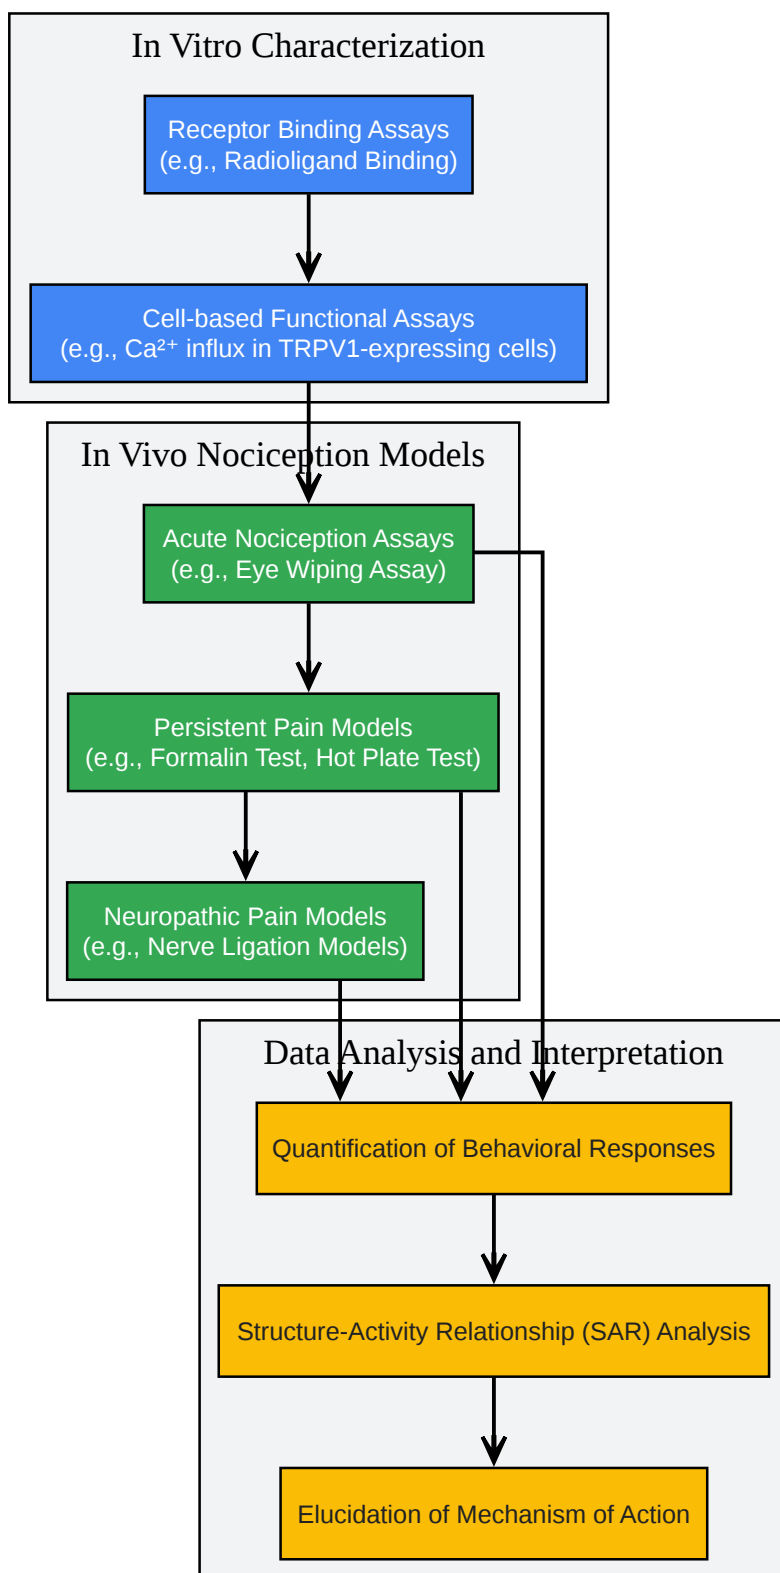 In Vitro Characterization
Receptor Binding Assays
(e.g., Radioligand Binding)
Cell-based Functional Assays
(e.g., Ca²⁺ influx in TRPV1-expressing cells)
In Vivo Nociception Models
Acute Nociception Assays
(e.g., Eye Wiping Assay)
Persistent Pain Models
(e.g., Formalin Test, Hot Plate Test)
Neuropathic Pain Models
(e.g., Nerve Ligation Models)
Data Analysis and Interpretation
Quantification of Behavioral Responses
Structure-Activity Relationship (SAR) Analysis
Elucidation of Mechanism of Action